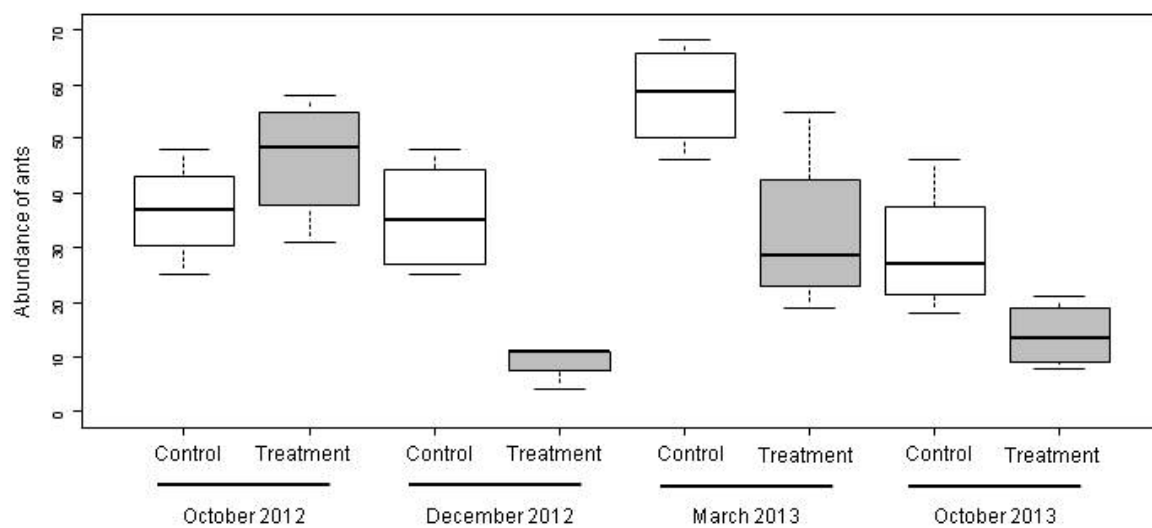 Abundance of ants
70
60
50
40
30
20
10
0
Control Treatment Control Treatment Control Treatment Control Treatment
October 2012 December 2012 March 2013 October 2013